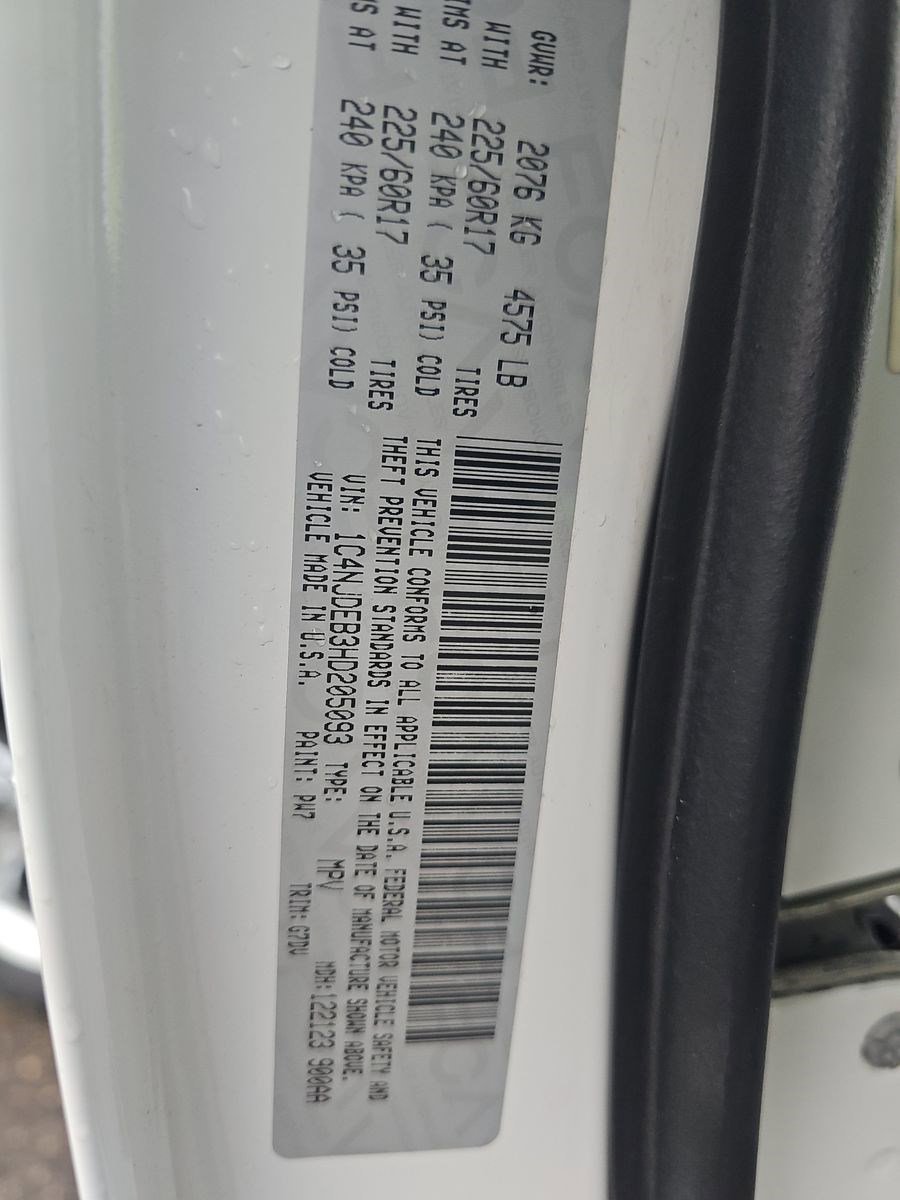 GVWR: 2076 KG 4575 LB
WITH 225/60R17 TIRES
AT 240 KPA ( 35 PSI) COLD
WITH 225/60R17 TIRES
AT 240 KPA ( 35 PSI) COLD
THIS VEHICLE CONFORMS TO ALL APPLICABLE U.S.A. FEDERAL MOTOR VEHICLE SAFETY AND
THEFT PREVENTION STANDARDS IN EFFECT ON THE DATE OF MANUFACTURE SHOWN ABOVE.
VIN: 1C4NJDEB3HD205093 TYPE: MPV MDH:122123 900AA
VEHICLE MADE IN U.S.A. PAINT: PW7 TRIM: G7DV